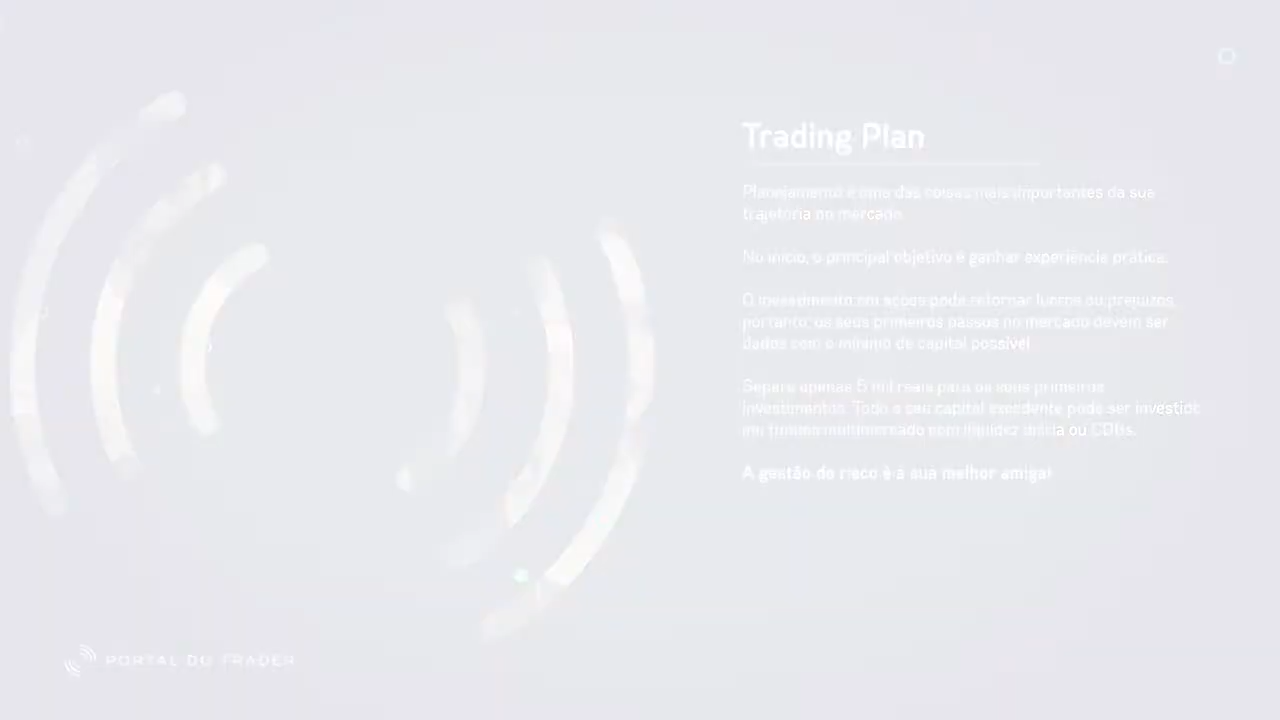 Trading Plan
Planejamento é uma das coisas mais importantes da sua
trajetória no mercado.
No início, o principal objetivo é ganhar experiência prática.
O investimento em ações pode retornar lucros ou prejuízos,
portanto, os seus primeiros passos no mercado devem ser
dados com o mínimo de capital possível.
Separe apenas 5 mil reais para os seus primeiros
investimentos. Todo o seu capital excedente pode ser investido
em fundos multimercado com liquidez diária ou CDBs.
A gestão de risco é a sua melhor amiga!
PORTAL DO TRADER